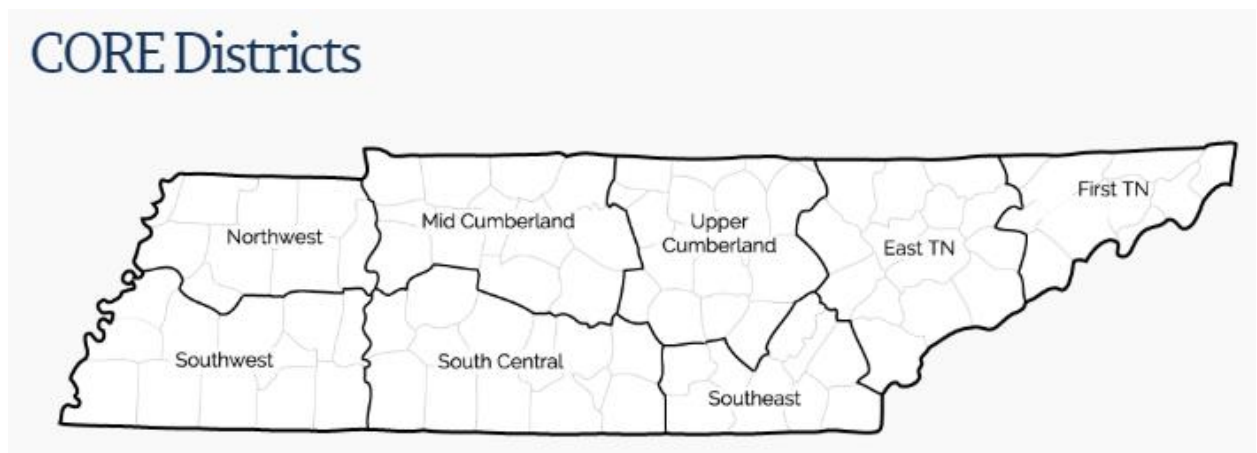 CORE Districts
First TN
Mid Cumberland
Upper
Cumberland
Northwest
East TN
Southwest
South Central
Southeast